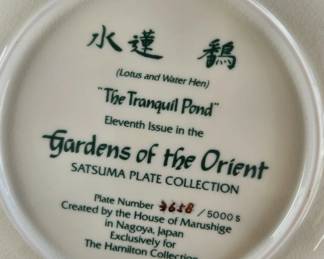 水蓮 鷭
(Lotus and Water Hen)
"The Tranquil Pond"
Eleventh Issue in the
Gardens of the Orient
SATSUMA PLATE COLLECTION
Plate Number 3658 / 5000 s
Created by the House of Marushige
in Nagoya, Japan
Exclusively for
The Hamilton Collection